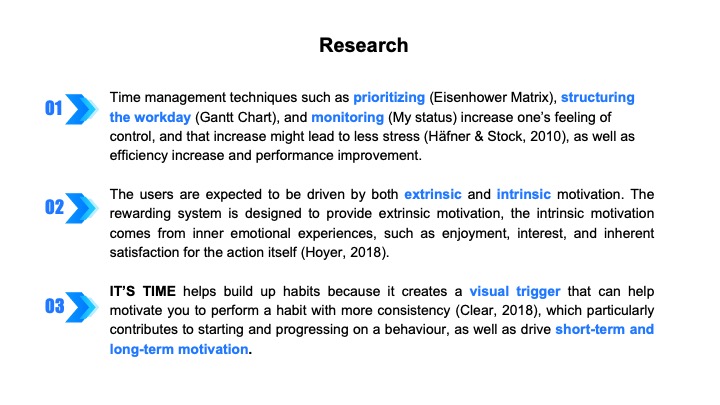 Research
01
Time management techniques such as prioritizing (Eisenhower Matrix), structuring
the workday (Gantt Chart), and monitoring (My status) increase one’s feeling of
control, and that increase might lead to less stress (Häfner & Stock, 2010), as well as
efficiency increase and performance improvement.
02
The users are expected to be driven by both extrinsic and intrinsic motivation. The
rewarding system is designed to provide extrinsic motivation, the intrinsic motivation
comes from inner emotional experiences, such as enjoyment, interest, and inherent
satisfaction for the action itself (Hoyer, 2018).
03
IT’S TIME helps build up habits because it creates a visual trigger that can help
motivate you to perform a habit with more consistency (Clear, 2018), which particularly
contributes to starting and progressing on a behaviour, as well as drive short-term and
long-term motivation.